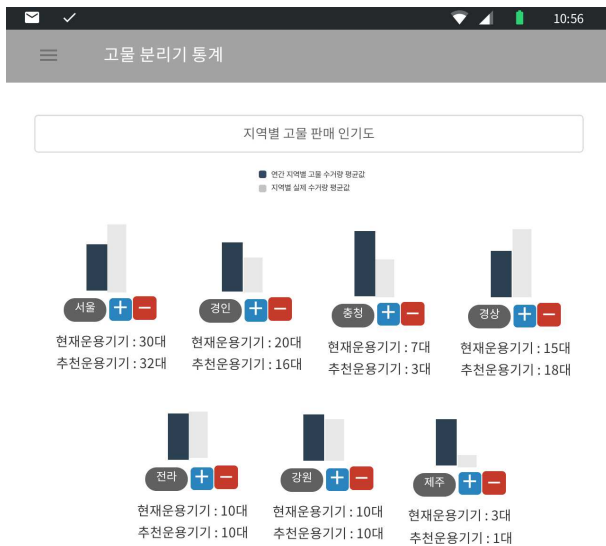 10:56
고물 분리기 통계
지역별 고물 판매 인기도
연간 지역별 고물 수거량 평균값
지역별 실제 수거량 평균값
서울 + −
현재운용기기 : 30대
추천운용기기 : 32대
경인 + −
현재운용기기 : 20대
추천운용기기 : 16대
충청 + −
현재운용기기 : 7대
추천운용기기 : 3대
경상 + −
현재운용기기 : 15대
추천운용기기 : 18대
전라 + −
현재운용기기 : 10대
추천운용기기 : 10대
강원 + −
현재운용기기 : 10대
추천운용기기 : 10대
제주 + −
현재운용기기 : 3대
추천운용기기 : 1대